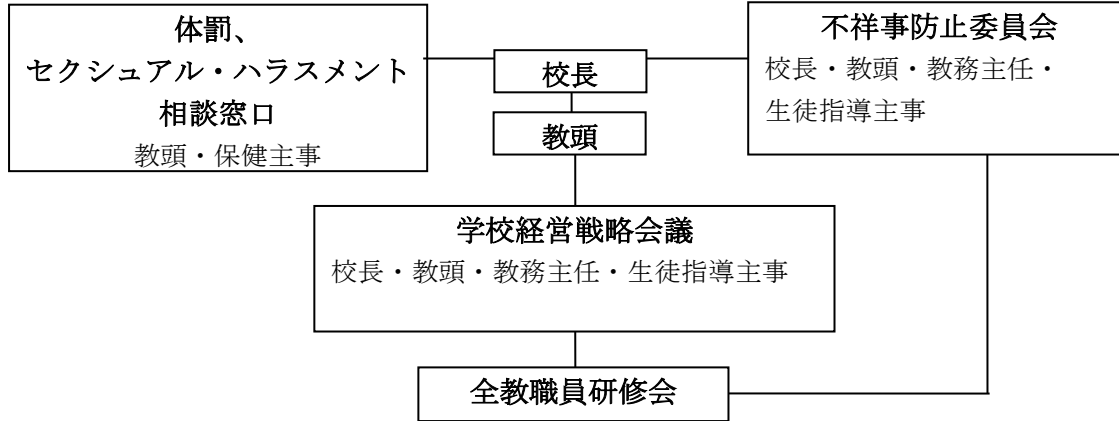 体罰、
セクシュアル・ハラスメント
相談窓口
教頭・保健主事
校長
教頭
不祥事防止委員会
校長・教頭・教務主任・
生徒指導主事
学校経営戦略会議
校長・教頭・教務主任・生徒指導主事
全教職員研修会